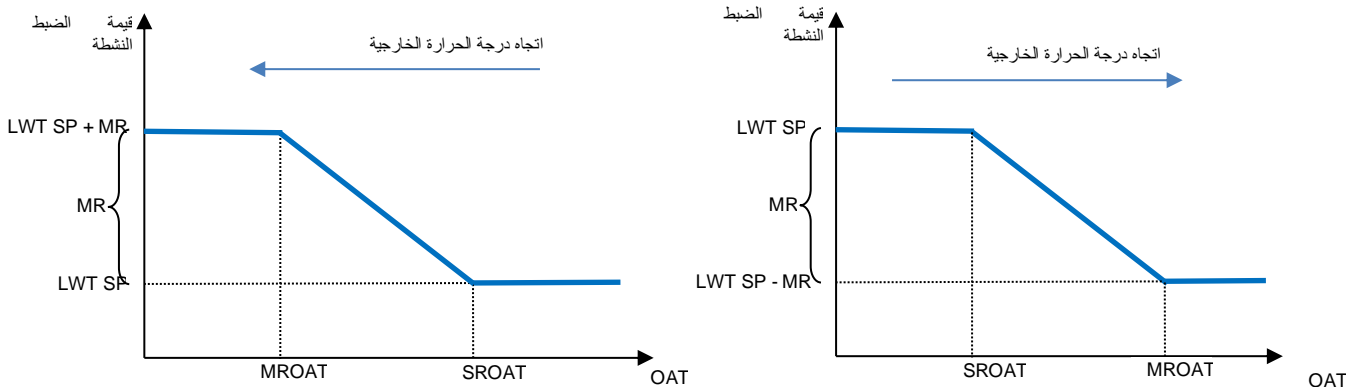 قيمة الضبط
النشطة
اتجاه درجة الحرارة الخارجية
LWT SP + MR
MR
LWT SP
MROAT
SROAT
OAT
قيمة الضبط
النشطة
اتجاه درجة الحرارة الخارجية
LWT SP
MR
LWT SP - MR
SROAT
MROAT
OAT